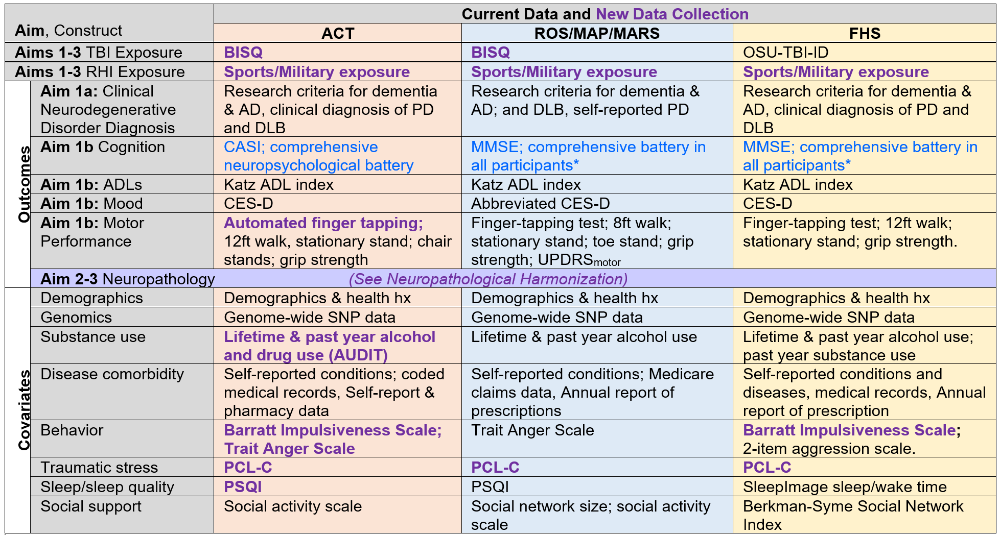 Current Data and New Data Collection
Aim, Construct
ACT
ROS/MAP/MARS
FHS
Aims 1-3 TBI Exposure
BISQ
BISQ
OSU-TBI-ID
Aims 1-3 RHI Exposure
Sports/Military exposure
Sports/Military exposure
Sports/Military exposure
Outcomes
Aim 1a: Clinical
Neurodegenerative
Disorder Diagnosis
Research criteria for dementia
& AD, clinical diagnosis of PD
and DLB
Research criteria for dementia &
AD; and DLB, self-reported PD
Research criteria for dementia &
AD, clinical diagnosis of PD and
DLB
Aim 1b Cognition
CASI; comprehensive
neuropsychological battery
MMSE; comprehensive battery in
all participants*
MMSE; comprehensive battery in
all participants*
Aim 1b: ADLs
Katz ADL index
Katz ADL index
Katz ADL index
Aim 1b: Mood
CES-D
Abbreviated CES-D
CES-D
Aim 1b: Motor
Performance
Automated finger tapping;
12ft walk, stationary stand; chair
stands; grip strength
Finger-tapping test; 8ft walk;
stationary stand; toe stand; grip
strength; UPDRSmotor
Finger-tapping test; 12ft walk;
stationary stand; grip strength.
Aim 2-3 Neuropathology
(See Neuropathological Harmonization)
Covariates
Demographics
Demographics & health hx
Demographics & health hx
Demographics & health hx
Genomics
Genome-wide SNP data
Genome-wide SNP data
Genome-wide SNP data
Substance use
Lifetime & past year alcohol
and drug use (AUDIT)
Lifetime & past year alcohol use
Lifetime & past year alcohol use;
past year substance use
Disease comorbidity
Self-reported conditions; coded
medical records, Self-report &
pharmacy data
Self-reported conditions; Medicare
claims data, Annual report of
prescriptions
Self-reported conditions and
diseases, medical records, Annual
report of prescription
Behavior
Barratt Impulsiveness Scale;
Trait Anger Scale
Trait Anger Scale
Barratt Impulsiveness Scale;
2-item aggression scale.
Traumatic stress
PCL-C
PCL-C
PCL-C
Sleep/sleep quality
PSQI
PSQI
SleepImage sleep/wake time
Social support
Social activity scale
Social network size; social activity
scale
Berkman-Syme Social Network
Index